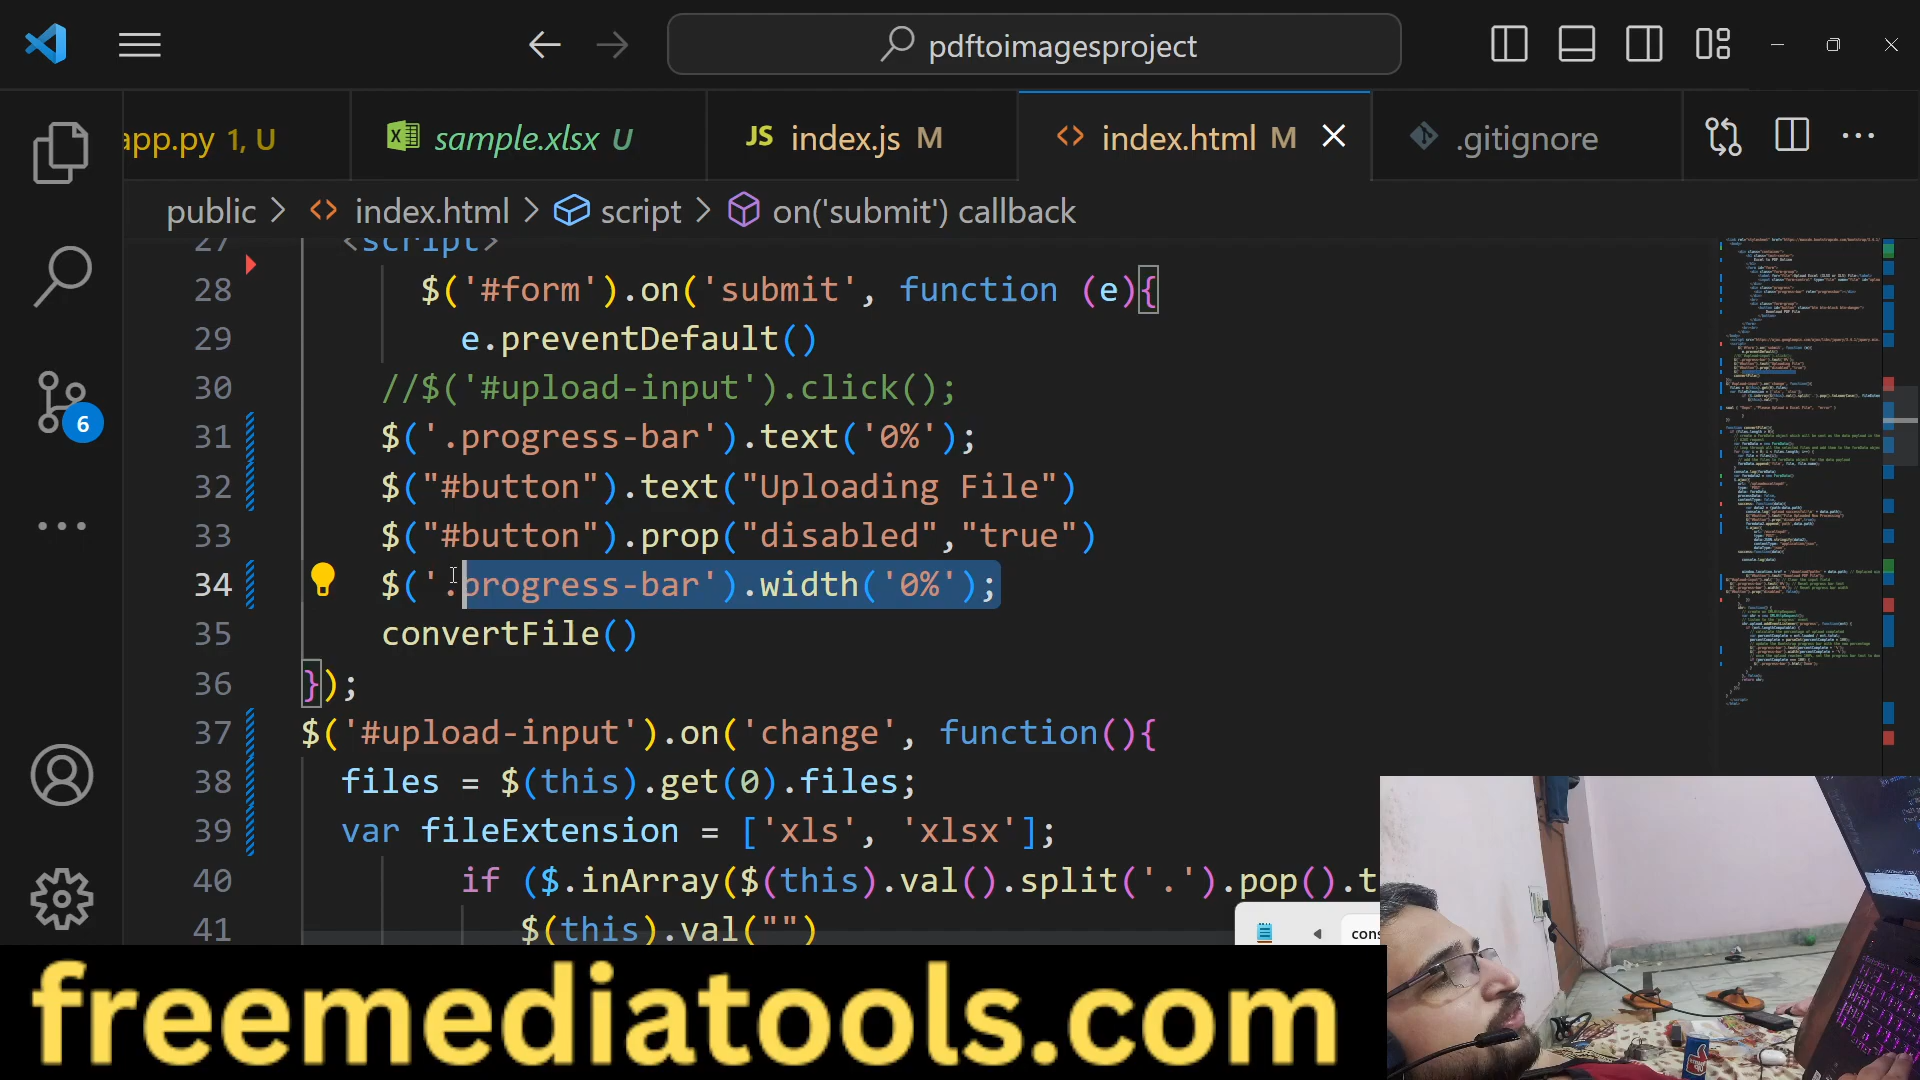 pdftoimagesproject
app.py 1, U
sample.xlsx U
JS index.js M
index.html M
.gitignore
public > index.html > script > on('submit') callback
27 <script>
28 $('#form').on('submit', function (e){
29 e.preventDefault()
30 //$('#upload-input').click();
31 $('.progress-bar').text('0%');
32 $("#button").text("Uploading File")
33 $("#button").prop("disabled","true")
34 $('.progress-bar').width('0%');
35 convertFile()
36 });
37 $('#upload-input').on('change', function(){
38 files = $(this).get(0).files;
39 var fileExtension = ['xls', 'xlsx'];
40 if ($.inArray($(this).val().split('.').pop().t
41 $(this).val("")
6
cons
freemediatools.com